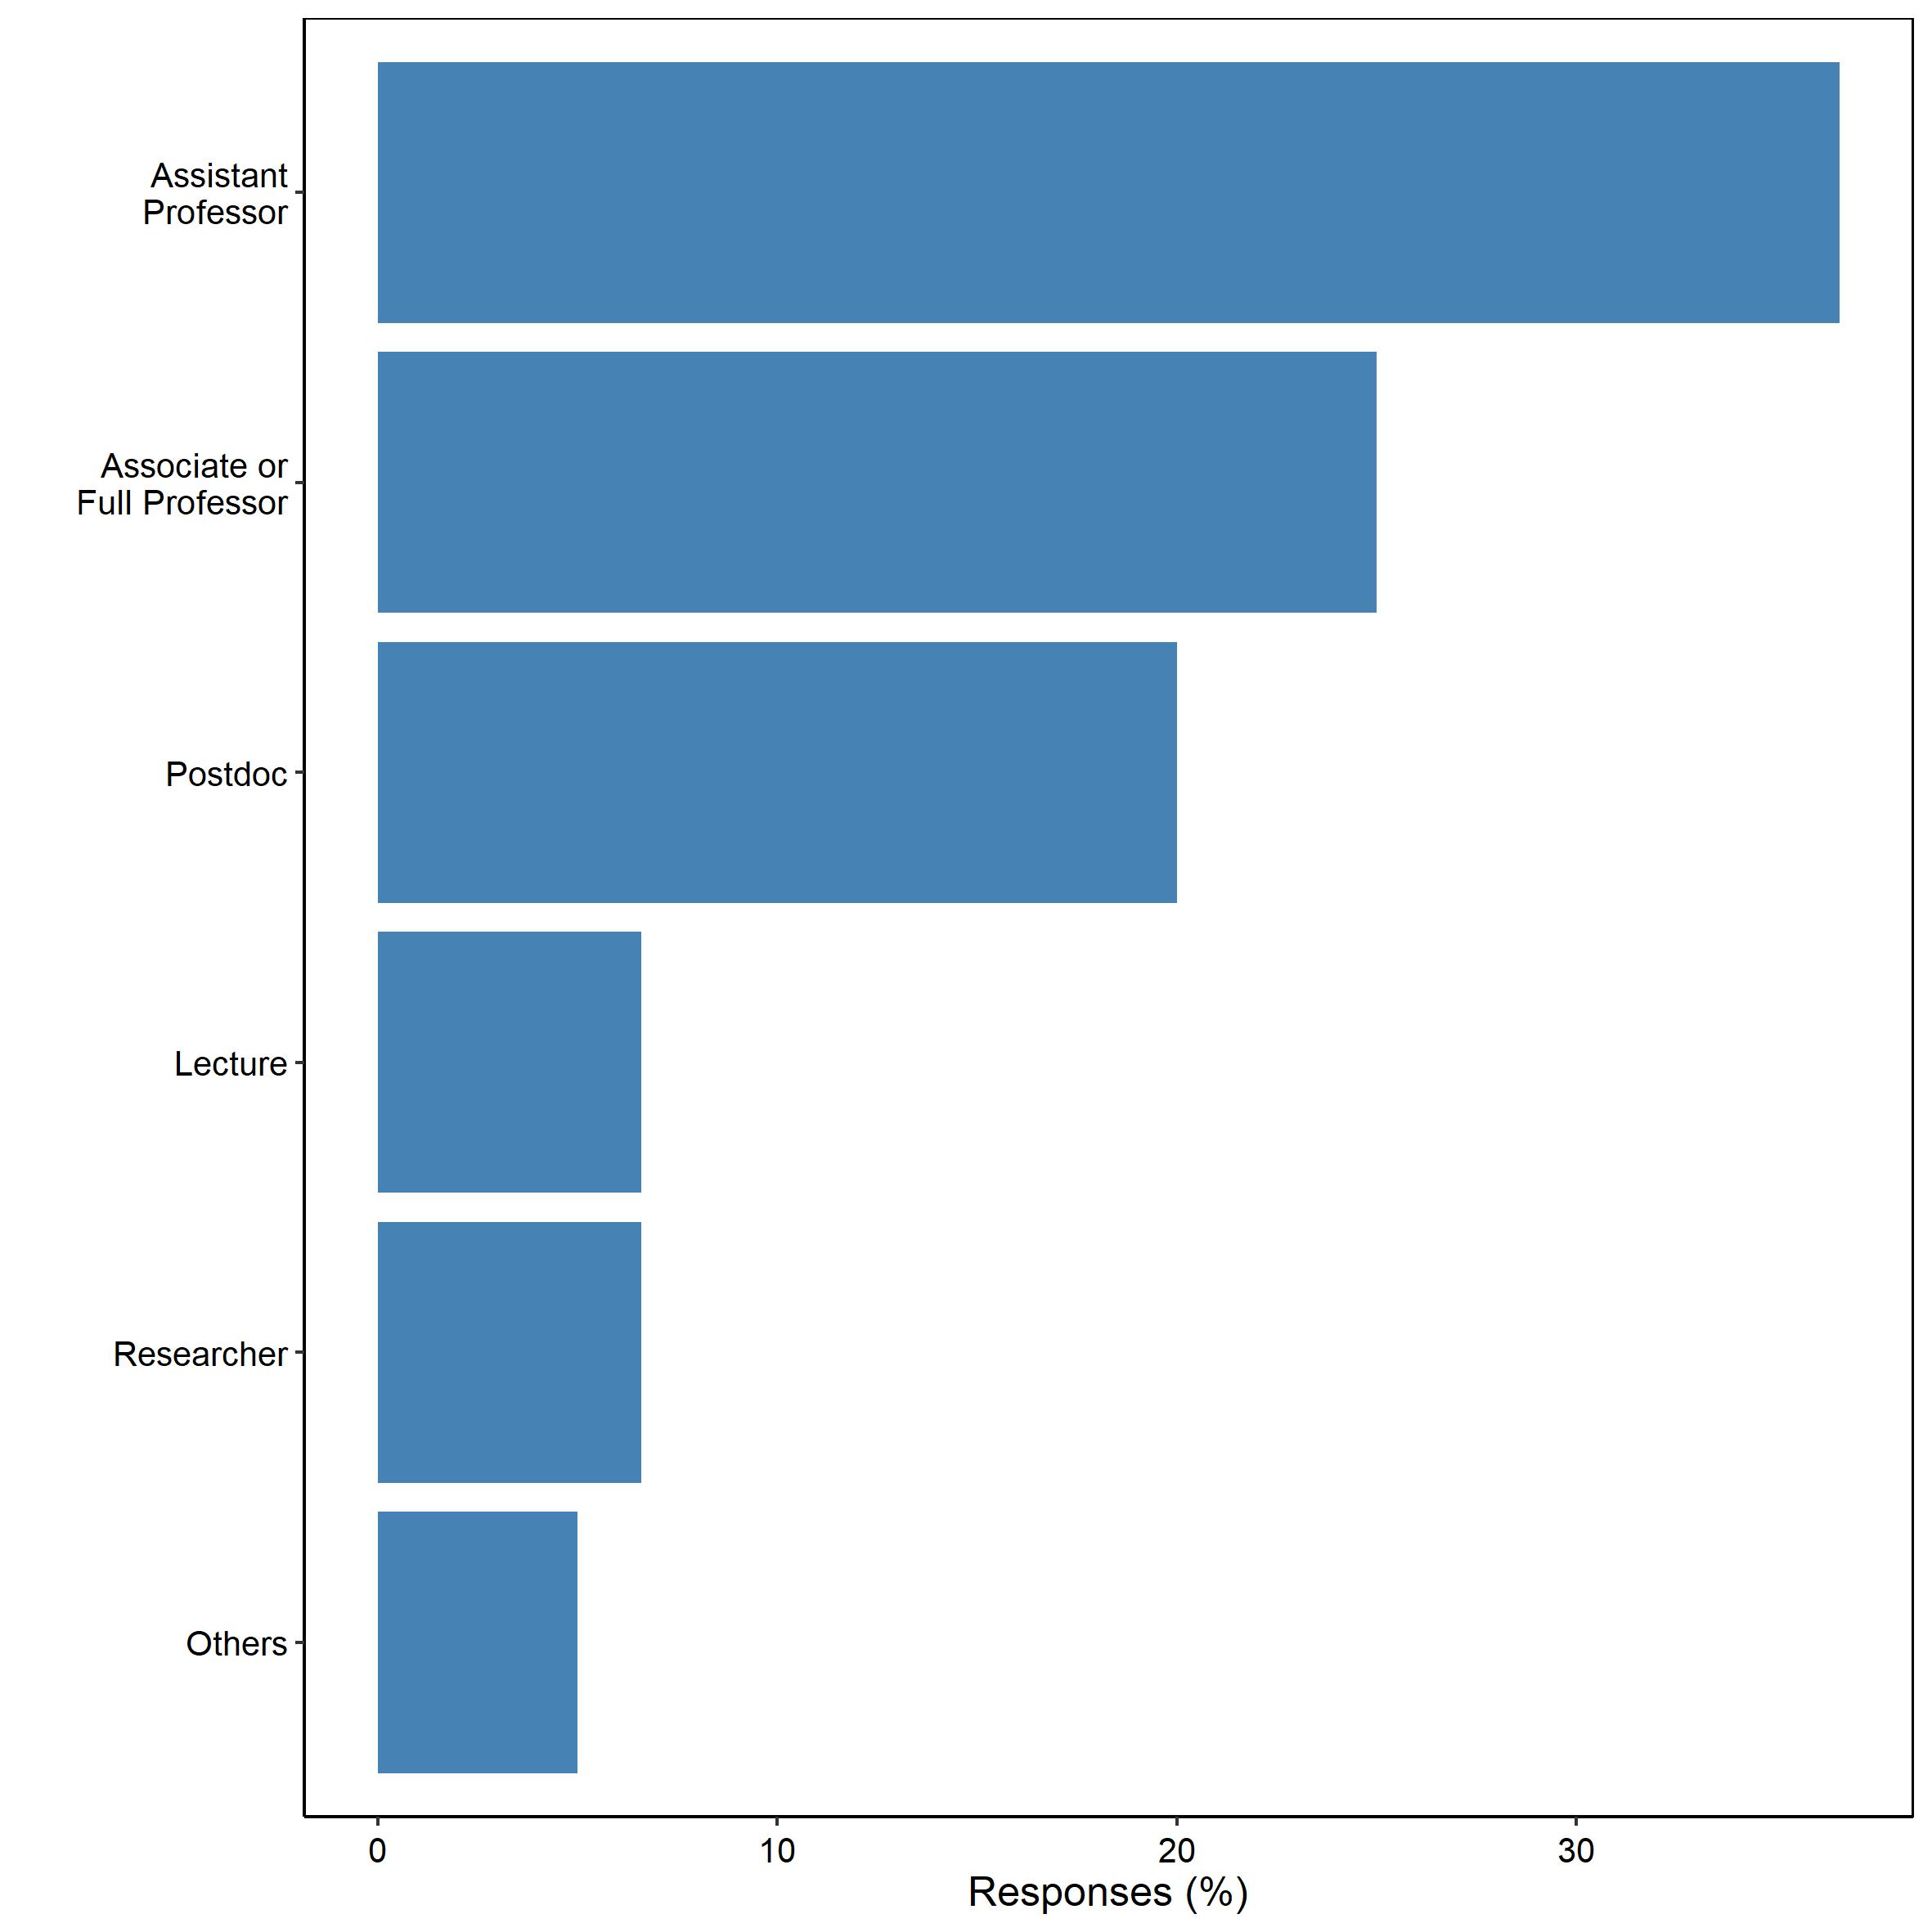 Assistant
Professor
Associate or
Full Professor
Postdoc
Lecture
Researcher
Others
0 10 20 30
Responses (%)